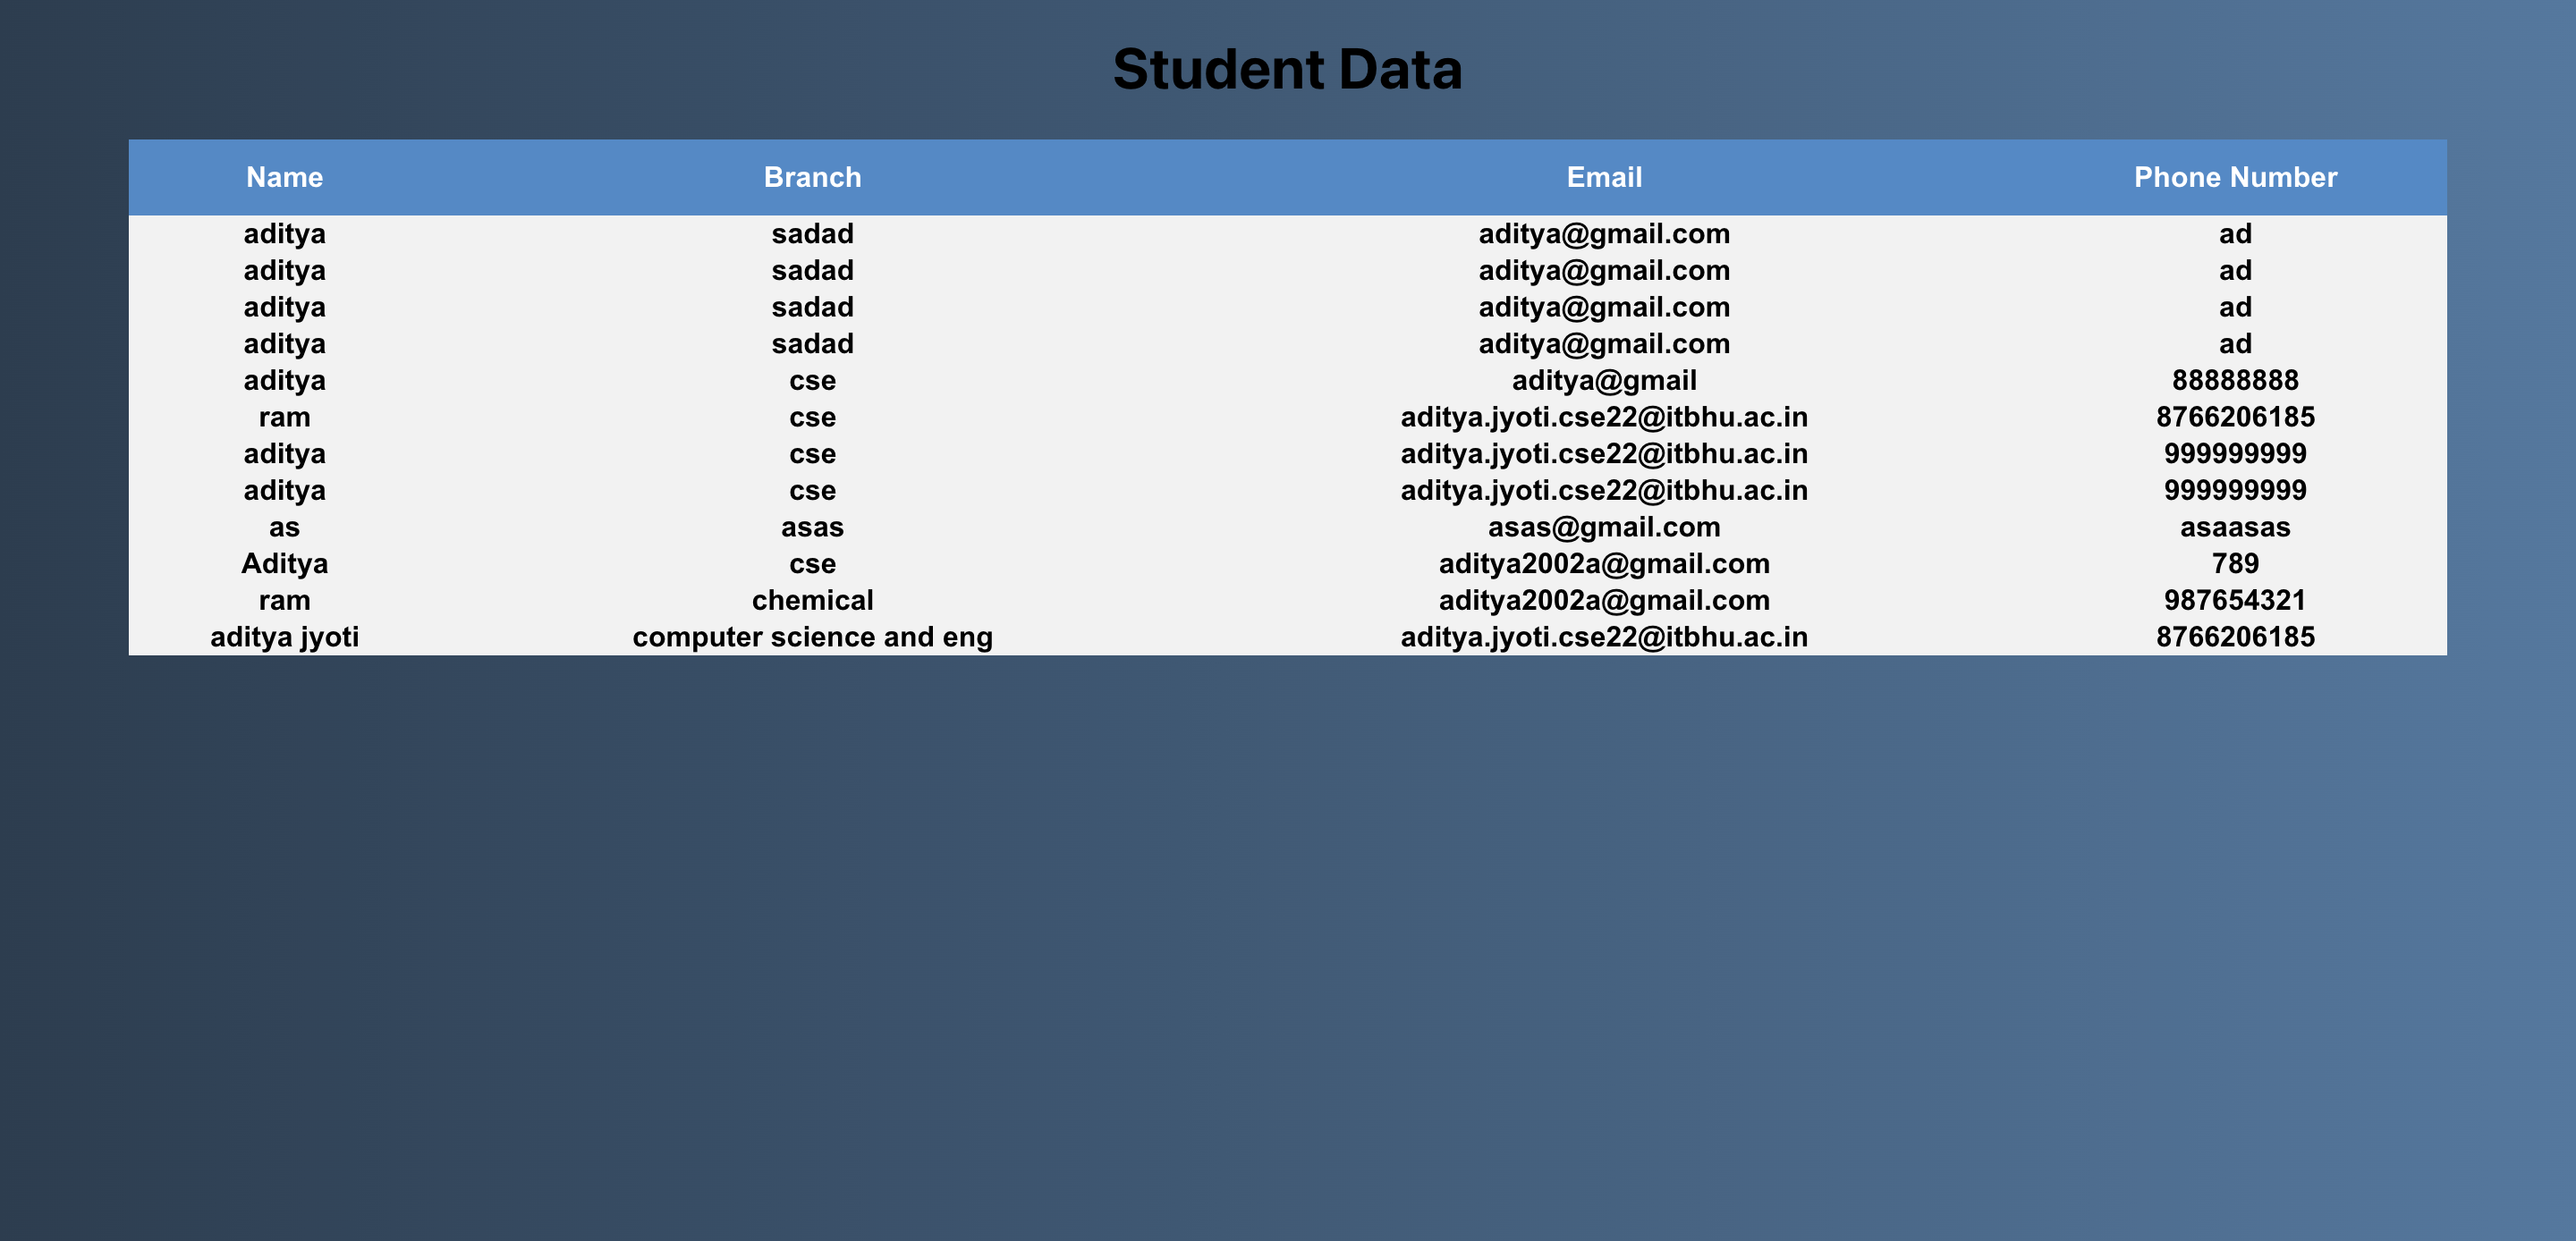 Student Data
Name Branch Email Phone Number
aditya sadad aditya@gmail.com ad
aditya sadad aditya@gmail.com ad
aditya sadad aditya@gmail.com ad
aditya sadad aditya@gmail.com ad
aditya cse aditya@gmail 88888888
ram cse aditya.jyoti.cse22@itbhu.ac.in 8766206185
aditya cse aditya.jyoti.cse22@itbhu.ac.in 999999999
aditya cse aditya.jyoti.cse22@itbhu.ac.in 999999999
as asas asas@gmail.com asaasas
Aditya cse aditya2002a@gmail.com 789
ram chemical aditya2002a@gmail.com 987654321
aditya jyoti computer science and eng aditya.jyoti.cse22@itbhu.ac.in 8766206185